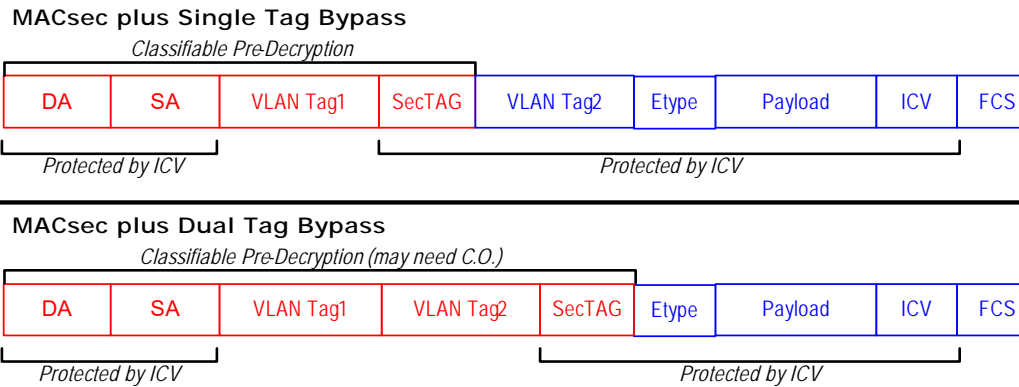 MACsec plus Single Tag Bypass
Classifiable Pre-Decryption
DA SA VLAN Tag1 SecTAG VLAN Tag2 Etype Payload ICV FCS
Protected by ICV Protected by ICV
MACsec plus Dual Tag Bypass
Classifiable Pre-Decryption (may need C.O.)
DA SA VLAN Tag1 VLAN Tag2 SecTAG Etype Payload ICV FCS
Protected by ICV Protected by ICV